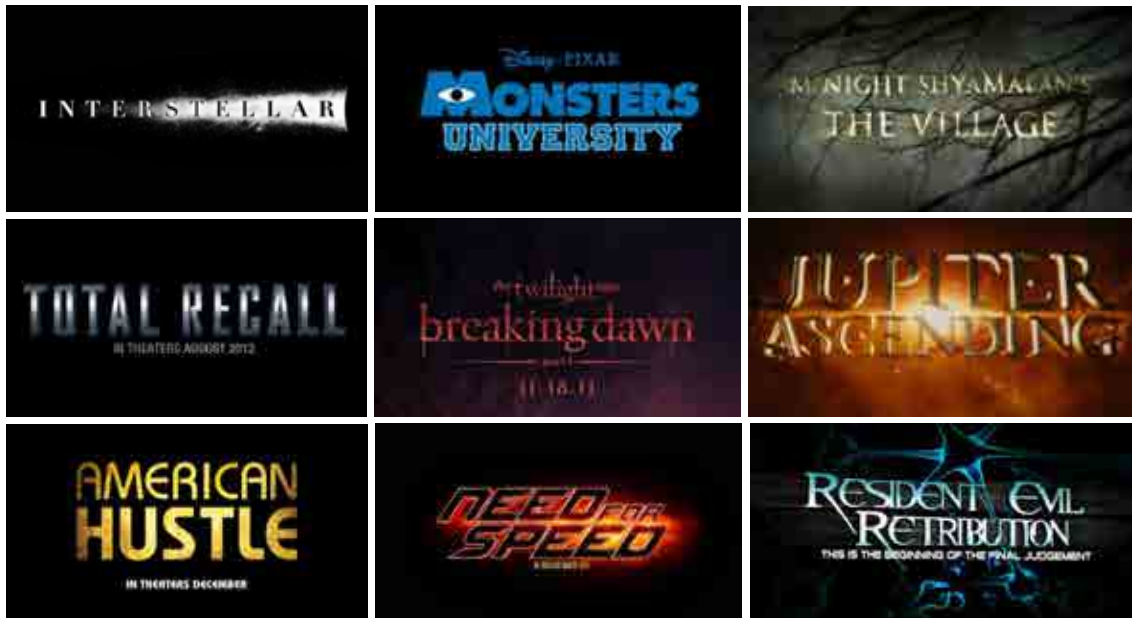 INTERSTELLAR
Disney PIXAR
MONSTERS
UNIVERSITY
M. NIGHT SHYAMALAN'S
THE VILLAGE
TOTAL RECALL
IN THEATERS AUGUST 2012
the twilight saga
breaking dawn
part 1
11.18.11
JUPITER
ASCENDING
AMERICAN
HUSTLE
IN THEATERS DECEMBER
NEED FOR
SPEED
RESIDENT EVIL
RETRIBUTION
THIS IS THE BEGINNING OF THE FINAL JUDGEMENT